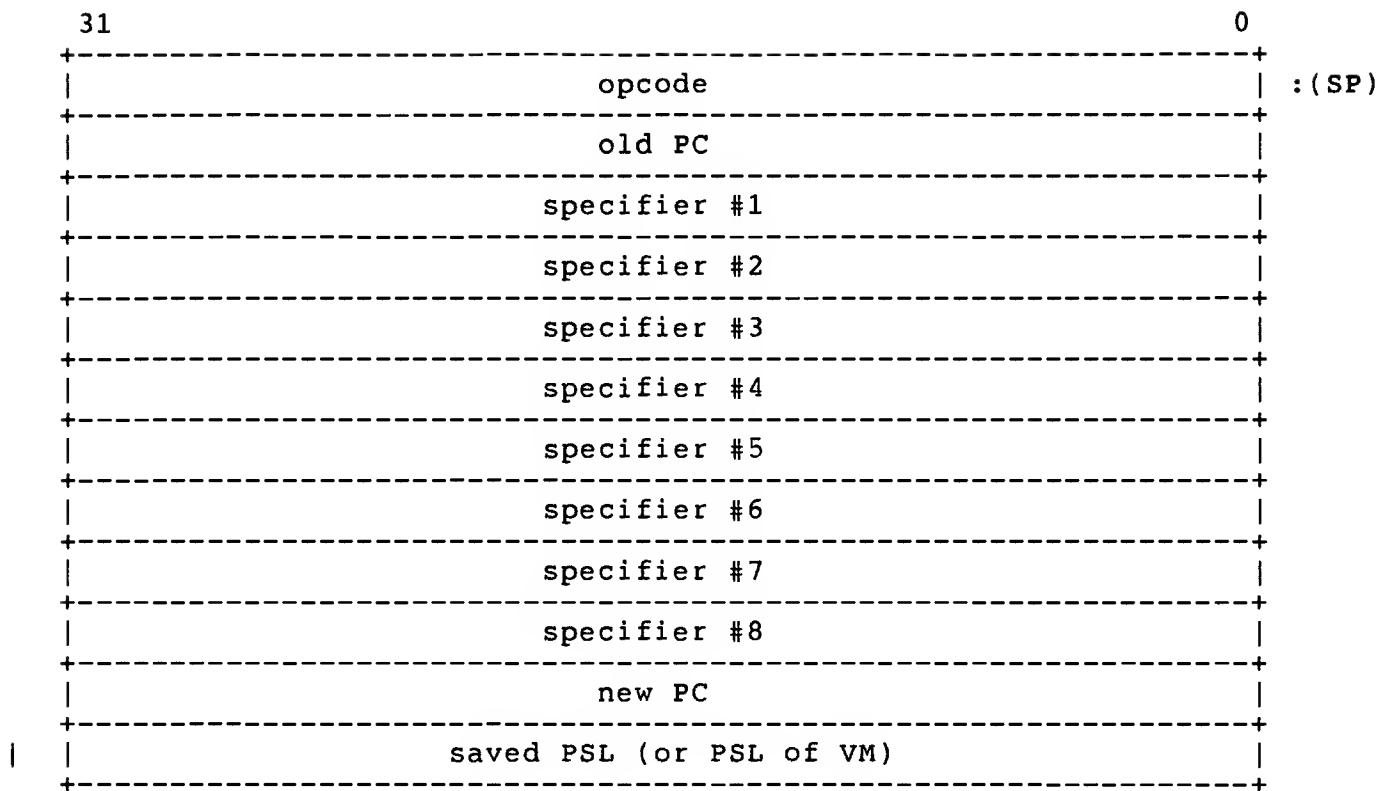 31 0
opcode :(SP)
old PC
specifier #1
specifier #2
specifier #3
specifier #4
specifier #5
specifier #6
specifier #7
specifier #8
new PC
saved PSL (or PSL of VM)